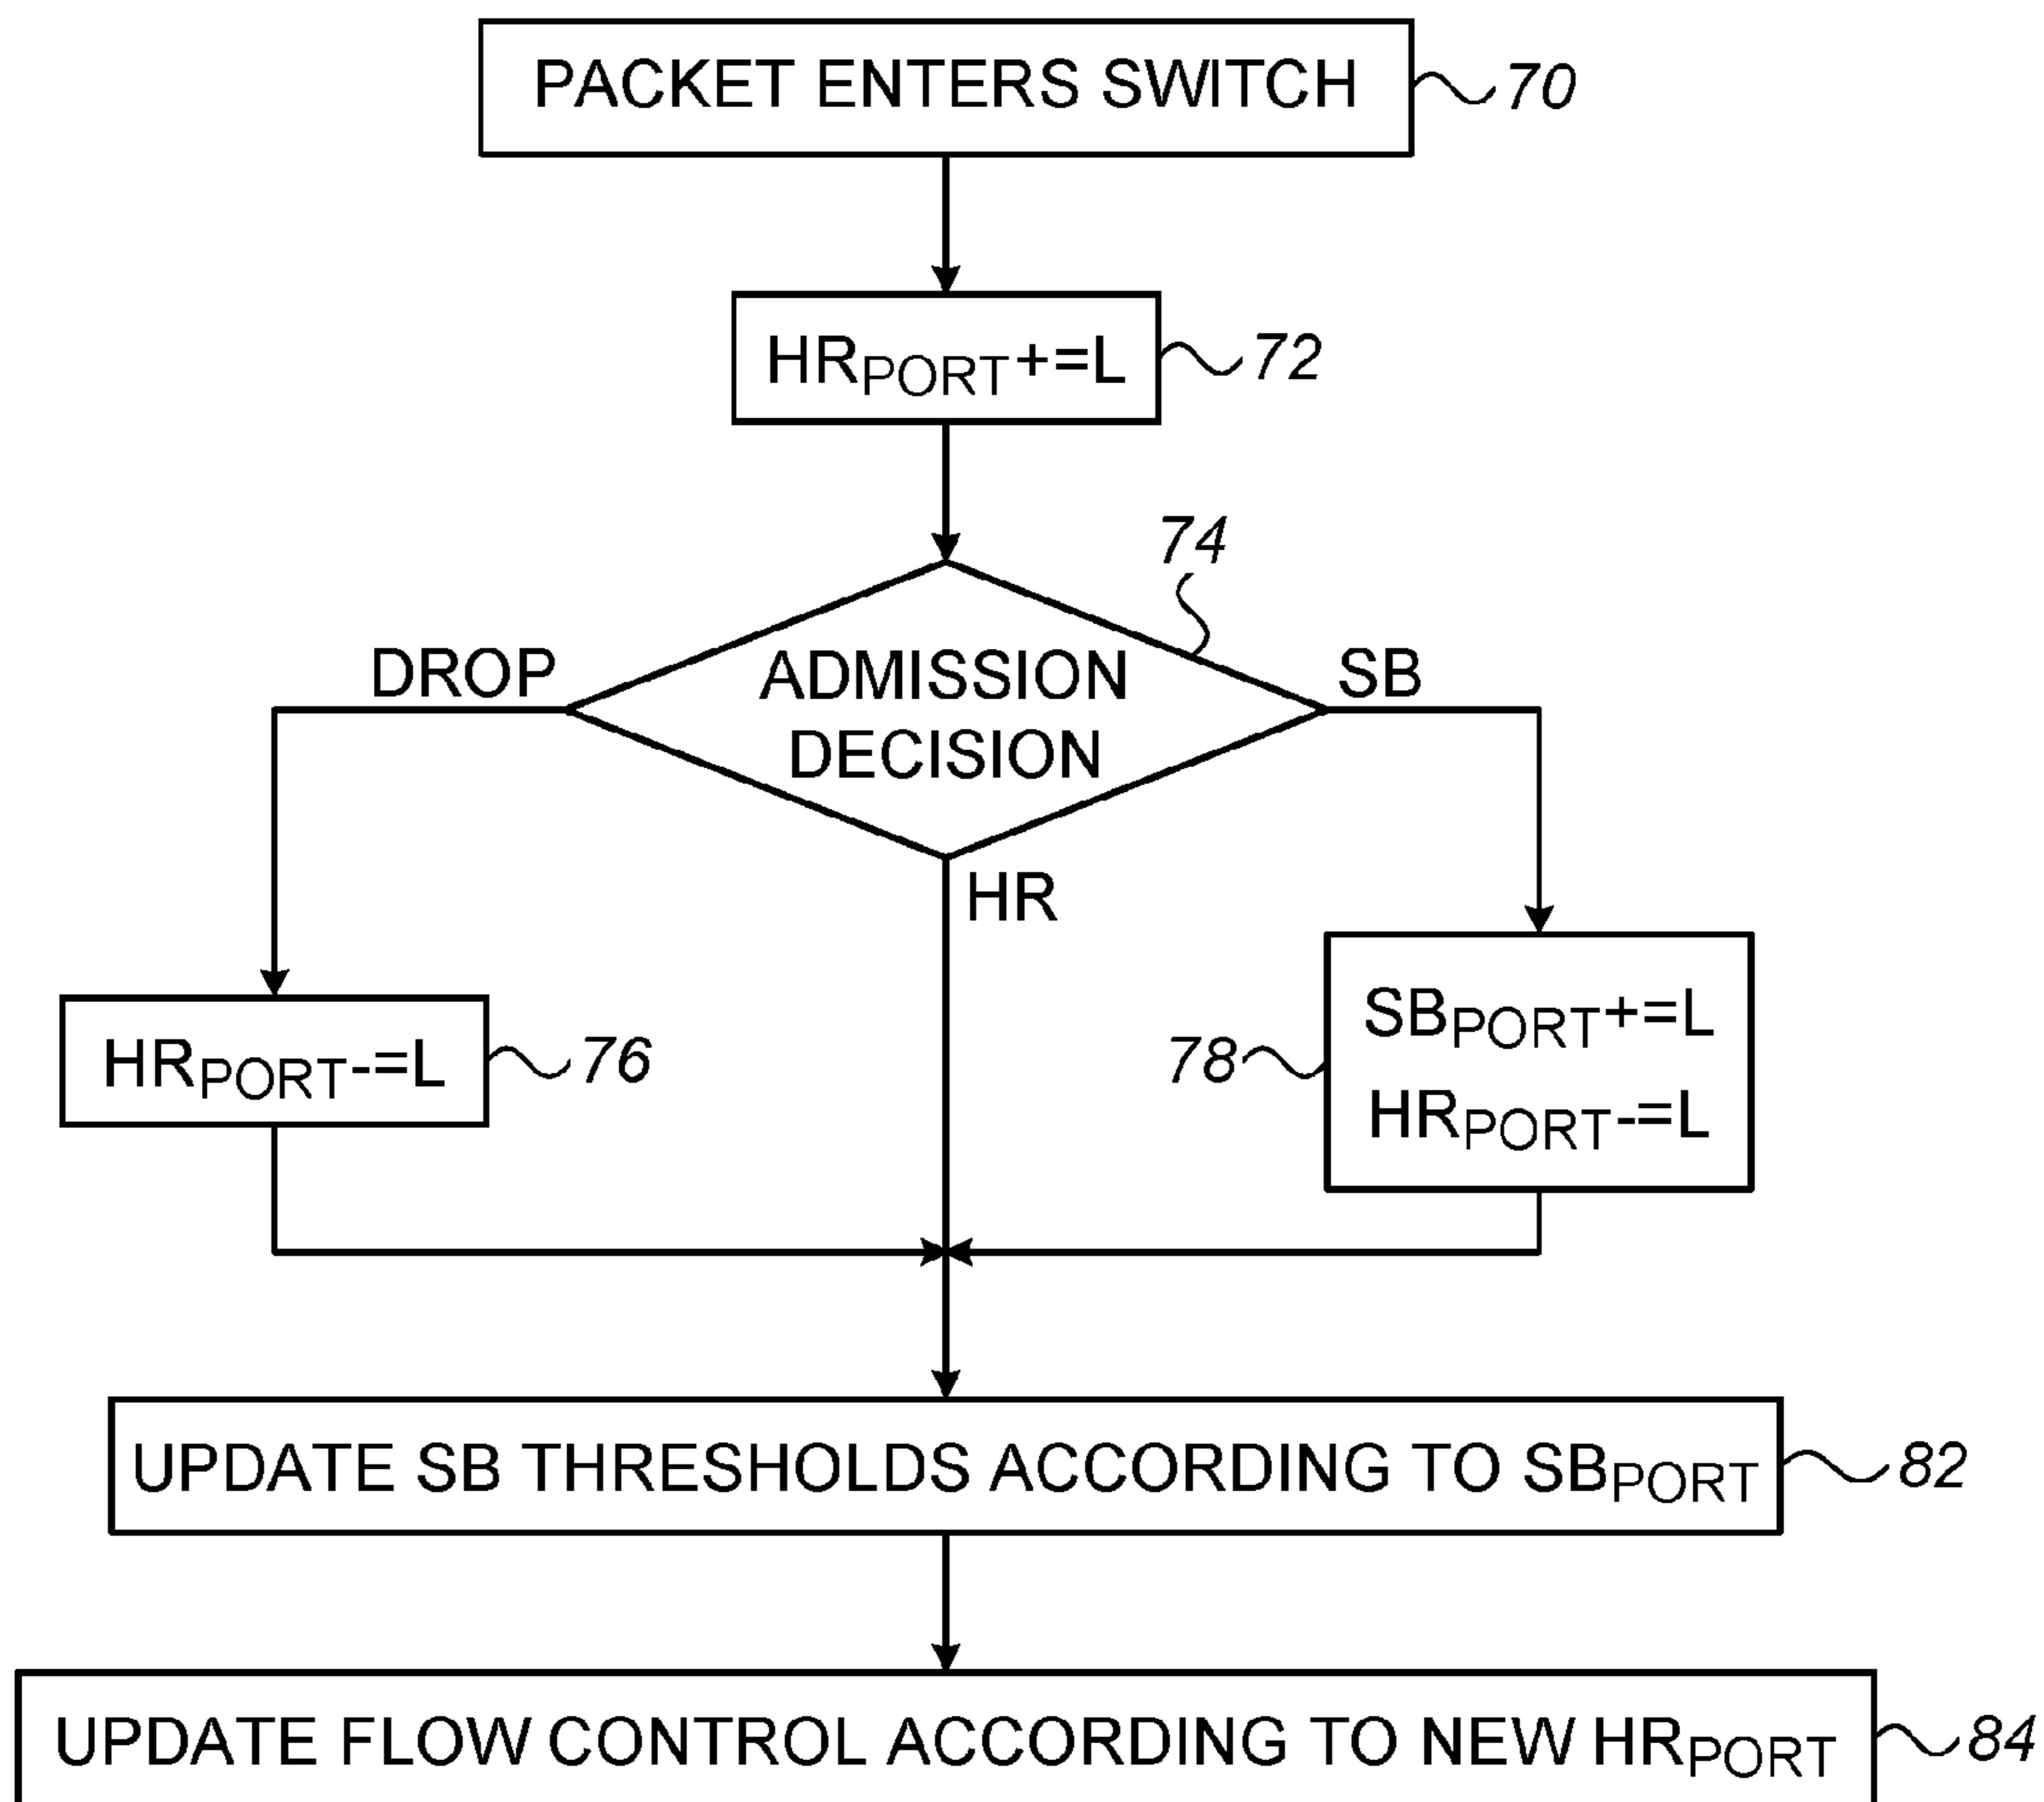 PACKET ENTERS SWITCH
70
HRPORT+=L
72
74
DROP
ADMISSION
DECISION
SB
HR
HRPORT-=L
76
78
SBPORT+=L
HRPORT-=L
UPDATE SB THRESHOLDS ACCORDING TO SBPORT
82
UPDATE FLOW CONTROL ACCORDING TO NEW HRPORT
84